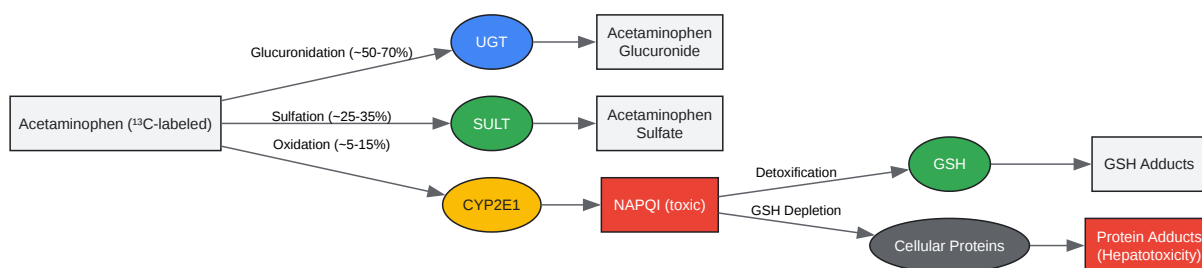 Glucuronidation (~50-70%)
UGT
Acetaminophen
Glucuronide
Acetaminophen (¹³C-labeled)
Sulfation (~25-35%)
SULT
Acetaminophen
Sulfate
Oxidation (~5-15%)
CYP2E1
NAPQI (toxic)
Detoxification
GSH
GSH Adducts
GSH Depletion
Cellular Proteins
Protein Adducts
(Hepatotoxicity)